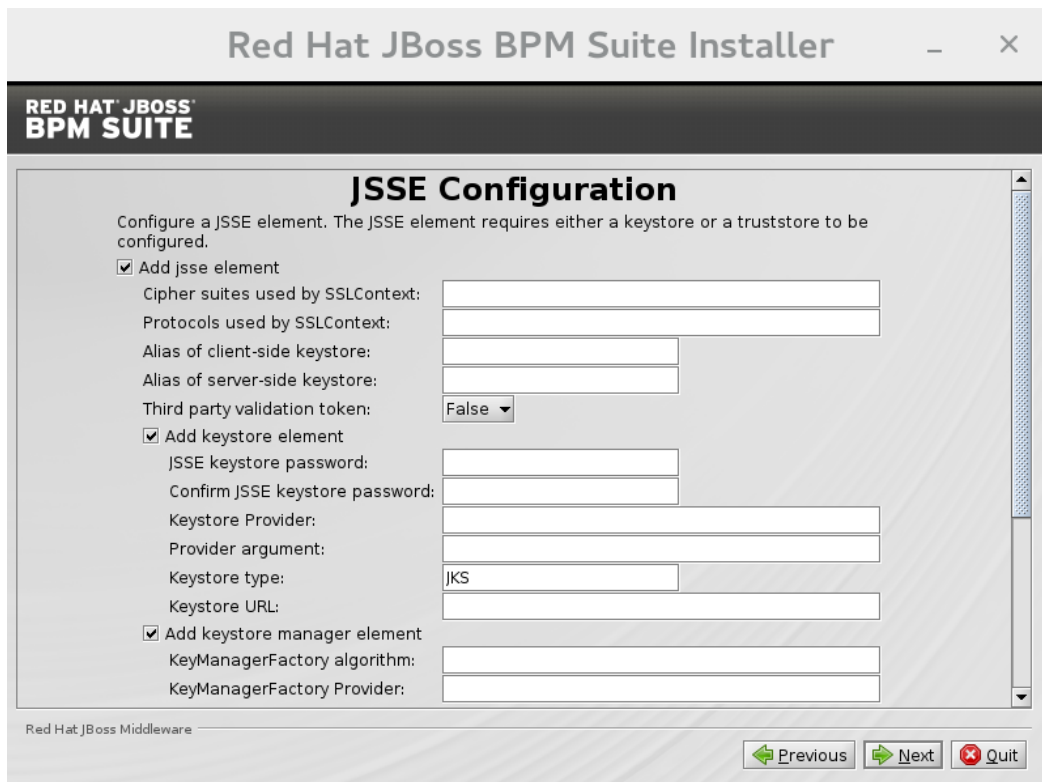 Red Hat JBoss BPM Suite Installer
RED HAT JBOSS
BPM SUITE
JSSE Configuration
Configure a JSSE element. The JSSE element requires either a keystore or a truststore to be
configured.
Add jsse element
Cipher suites used by SSLContext:
Protocols used by SSLContext:
Alias of client-side keystore:
Alias of server-side keystore:
Third party validation token: False
Add keystore element
JSSE keystore password:
Confirm JSSE keystore password:
Keystore Provider:
Provider argument:
Keystore type: JKS
Keystore URL:
Add keystore manager element
KeyManagerFactory algorithm:
KeyManagerFactory Provider:
Red Hat JBoss Middleware
Previous Next Quit